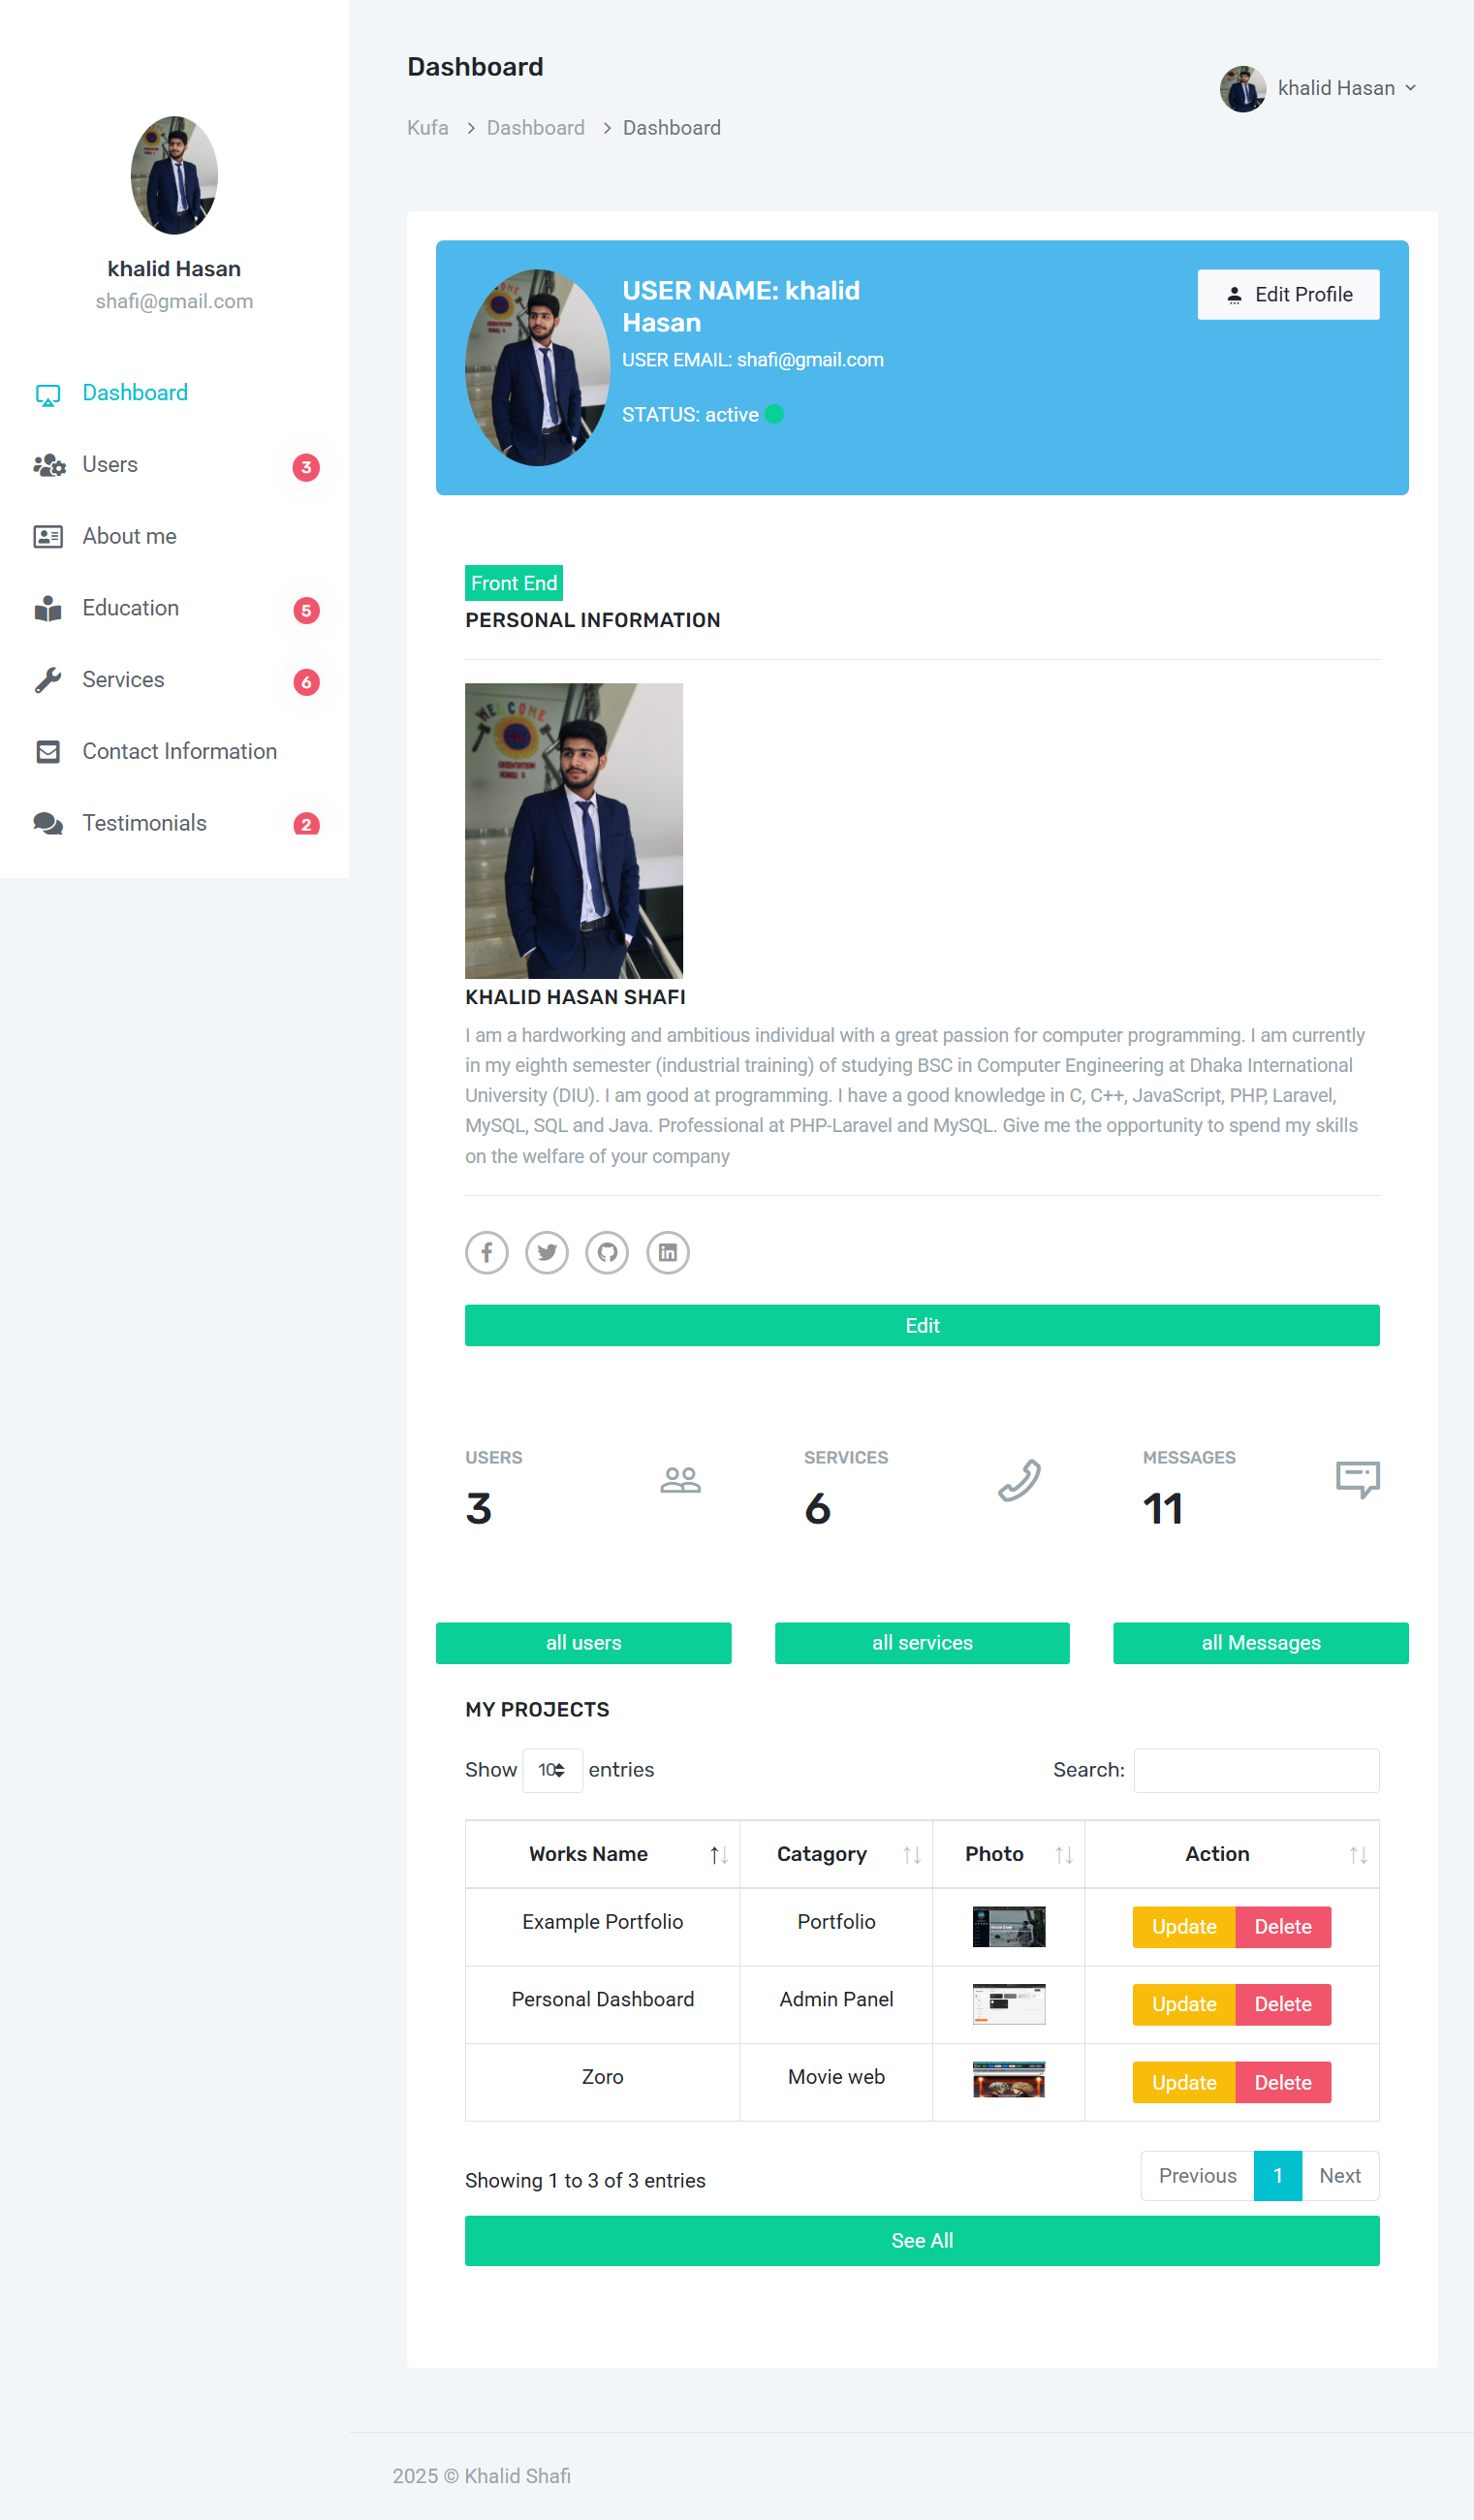 khalid Hasan
shafi@gmail.com
Dashboard
Users 3
About me
Education 5
Services 6
Contact Information
Testimonials 2
Dashboard
Kufa > Dashboard > Dashboard
khalid Hasan
USER NAME: khalid
Hasan
USER EMAIL: shafi@gmail.com
STATUS: active
Edit Profile
Front End
PERSONAL INFORMATION
WELCOME
ORIENTATION
KHALID HASAN SHAFI
I am a hardworking and ambitious individual with a great passion for computer programming. I am currently
in my eighth semester (industrial training) of studying BSC in Computer Engineering at Dhaka International
University (DIU). I am good at programming. I have a good knowledge in C, C++, JavaScript, PHP, Laravel,
MySQL, SQL and Java. Professional at PHP-Laravel and MySQL. Give me the opportunity to spend my skills
on the welfare of your company
Edit
USERS
3
SERVICES
6
MESSAGES
11
all users
all services
all Messages
MY PROJECTS
Show 10 entries
Search:
Works Name Catagory Photo Action
Example Portfolio Portfolio Update Delete
Personal Dashboard Admin Panel Update Delete
Zoro Movie web Update Delete
Showing 1 to 3 of 3 entries
Previous 1 Next
See All
2025 © Khalid Shafi